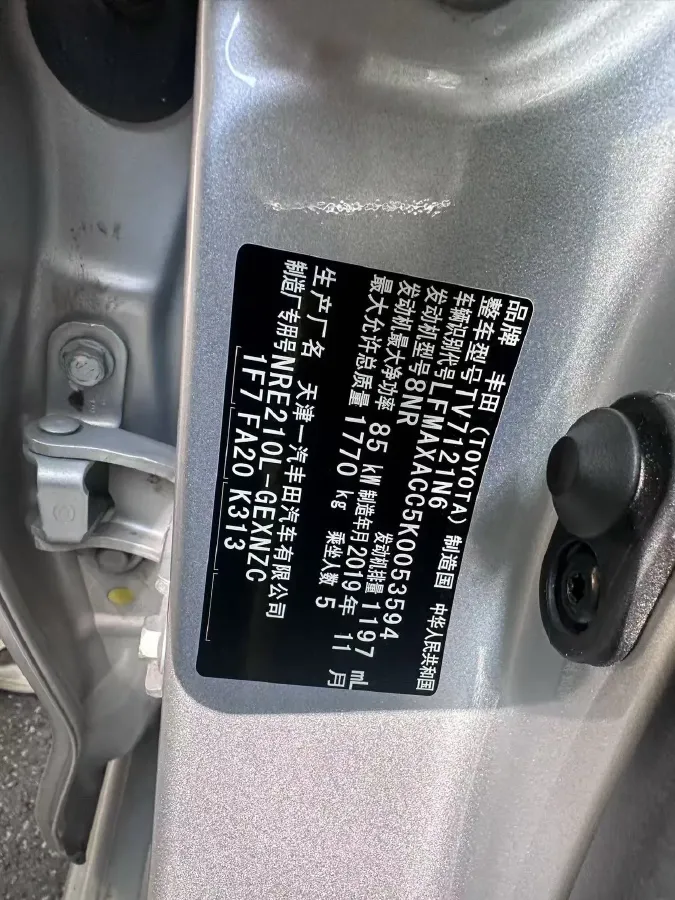 品牌 丰田（TOYOTA） 制造国 中华人民共和国
整车型号 TV7121N6
车辆识别代号 LFMAXACC5K0053594
发动机型号 8NR 发动机排量 1197 mL
发动机最大净功率 85 kW 制造年月 2019 年 11 月
最大允许总质量 1770 kg 乘坐人数 5
生产厂名 天津一汽丰田汽车有限公司
制造厂专用号 NRE210L-GEXNZC
1F7 FA20 K313